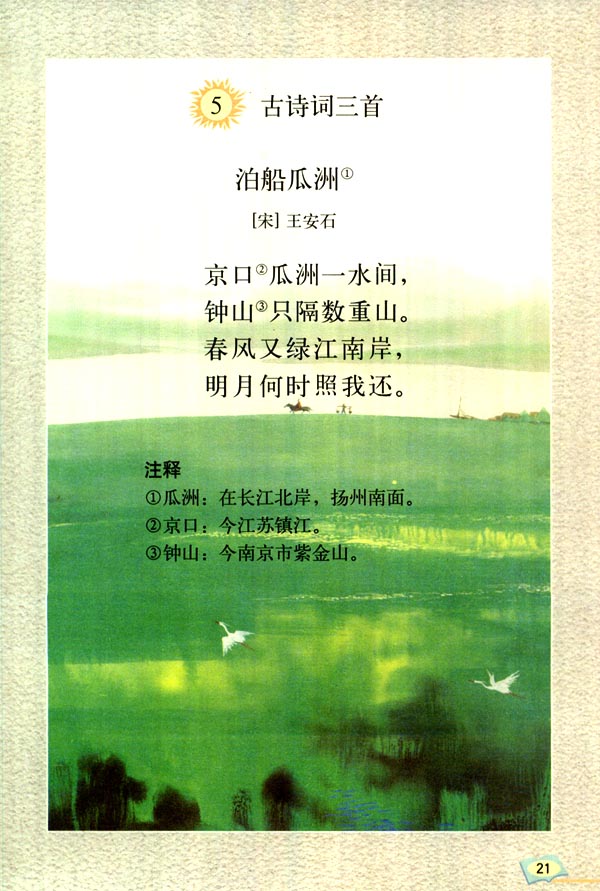 5 古诗词三首
泊船瓜洲①
[宋] 王安石
京口②瓜洲一水间，
钟山③只隔数重山。
春风又绿江南岸，
明月何时照我还。
注释
①瓜洲：在长江北岸，扬州南面。
②京口：今江苏镇江。
③钟山：今南京市紫金山。
21